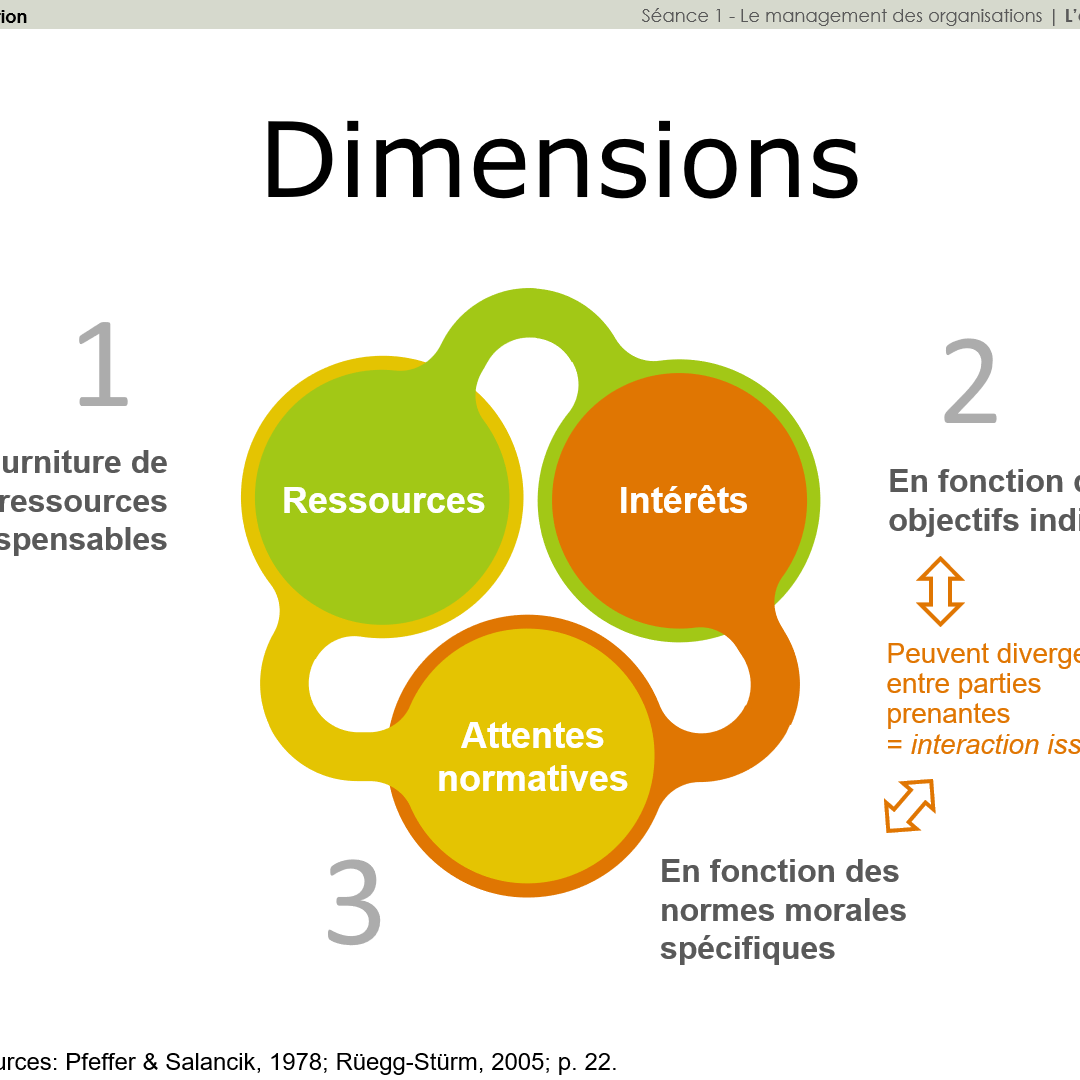 ion
Séance 1 - Le management des organisations | L'
Dimensions
1
urniture de
ressources
spensables
Ressources
Intérêts
2
En fonction
objectifs indi
Peuvent diverge
entre parties
prenantes
= interaction iss
Attentes
normatives
3
En fonction des
normes morales
spécifiques
urces: Pfeffer & Salancik, 1978; Rüegg-Stürm, 2005; p. 22.